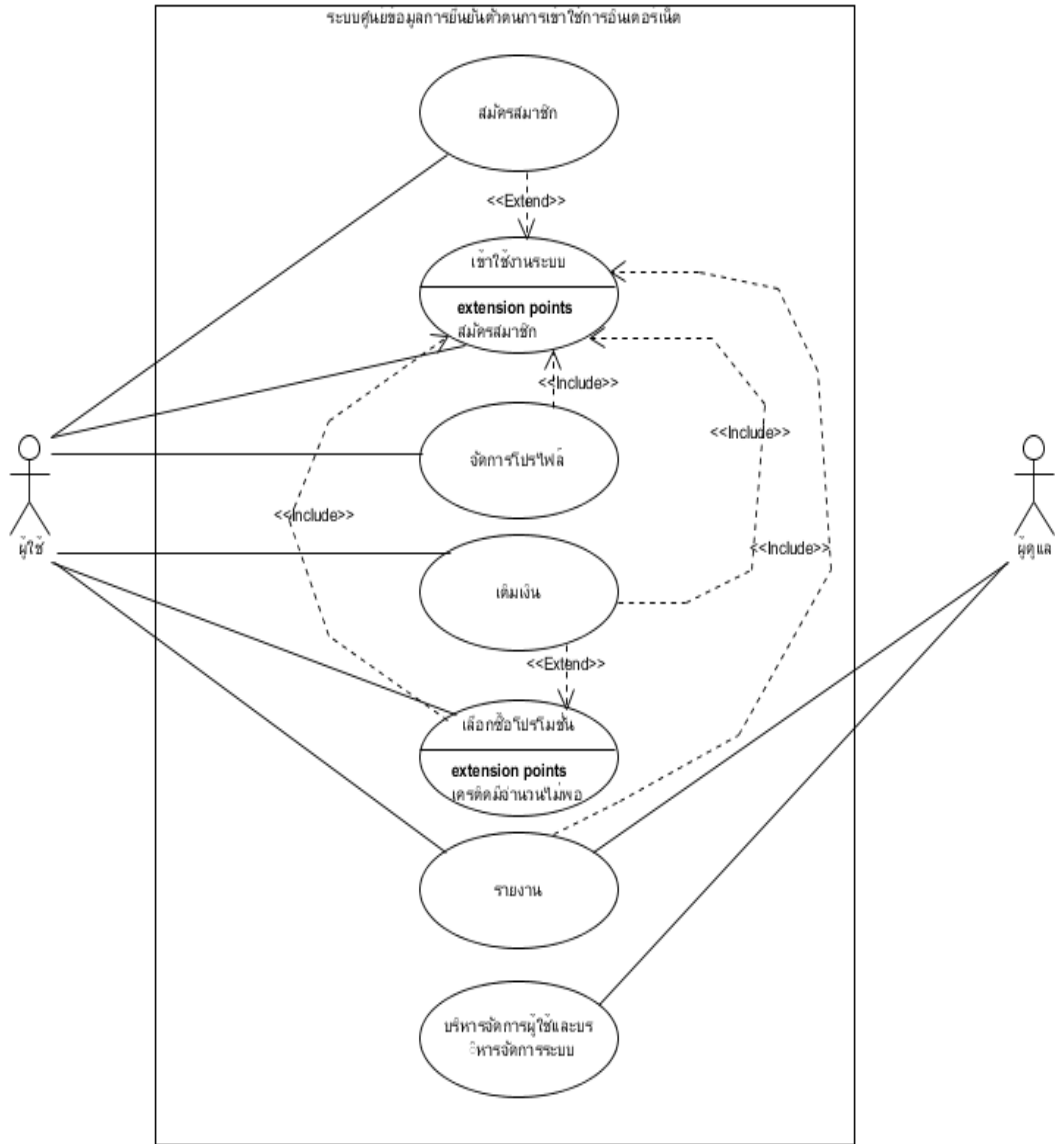 ระบบศูนย์ข้อมูลการยืนยันตัวตนการเข้าใช้การอินเตอร์เน็ต
สมัครสมาชิก
<<Extend>>
เข้าใช้งานระบบ
extension points
สมัครสมาชิก
<<Include>>
<<Include>>
จัดการโปรไฟล์
<<Include>>
<<Include>>
ผู้ใช้
ผู้ดูแล
เติมเงิน
<<Extend>>
เลือกซื้อโปรโมชั่น
extension points
เครดิตมีจำนวนไม่พอ
รายงาน
บริหารจัดการผู้ใช้และบร
ิหารจัดการระบบ